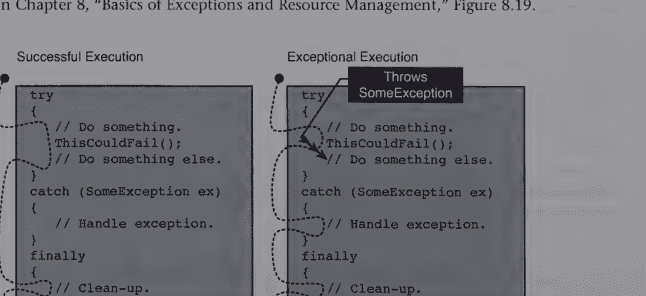 n Chapter 8, "Basics of Exceptions and Resource Management," Figure 8.19.
Successful Execution
try
{
// Do something.
ThisCouldFail();
// Do something else.
}
catch (SomeException ex)
{
// Handle exception.
}
finally
{
// Clean-up.
Exceptional Execution
Throws
SomeException
try
{
// Do something.
ThisCouldFail();
// Do something else.
}
catch (SomeException ex)
{
// Handle exception.
}
finally
{
// Clean-up.